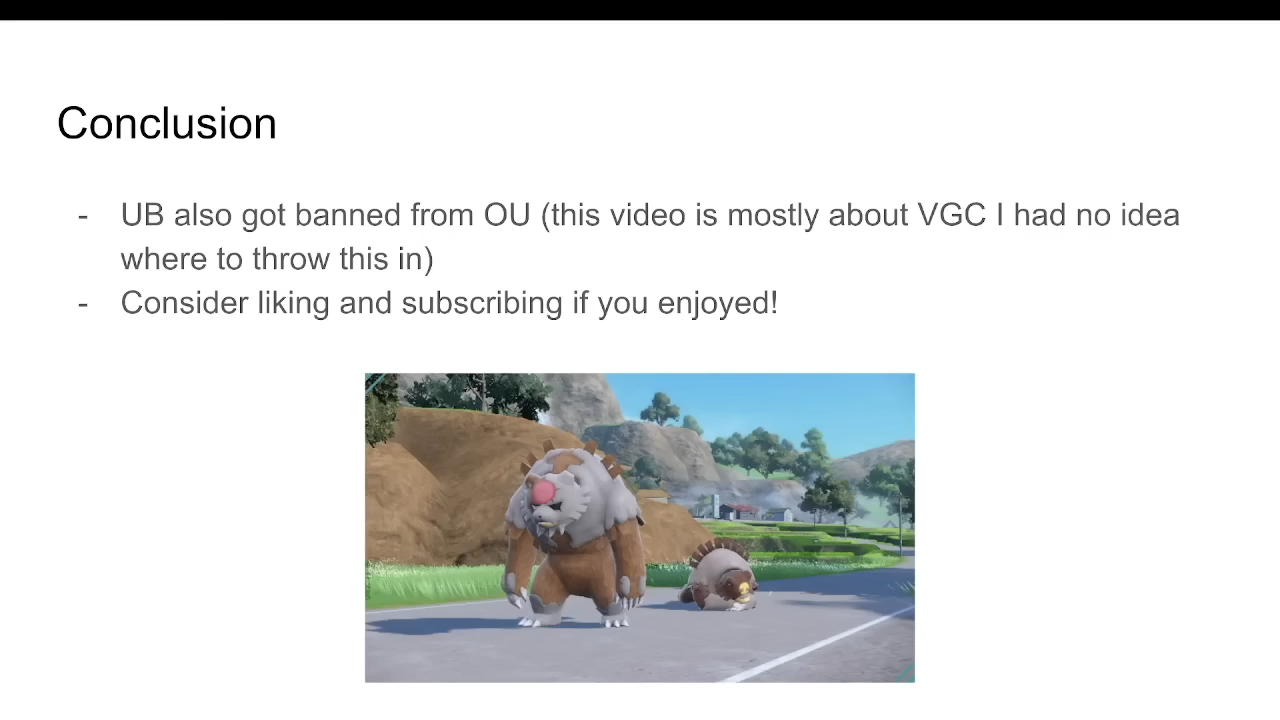 Conclusion
- UB also got banned from OU (this video is mostly about VGC I had no idea
where to throw this in)
- Consider liking and subscribing if you enjoyed!